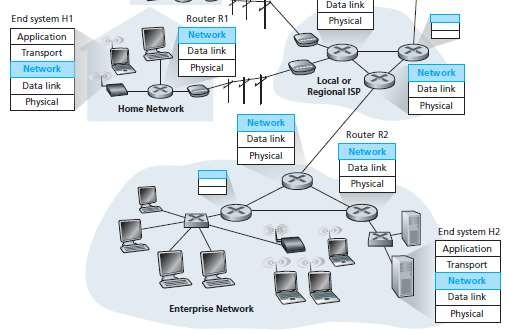 Data link
Physical
End system H1
Application
Transport
Network
Data link
Physical
Router R1
Network
Data link
Physical
Home Network
Local or
Regional ISP
Network
Data link
Physical
Network
Data link
Physical
Router R2
Network
Data link
Physical
End system H2
Application
Transport
Network
Data link
Physical
Enterprise Network